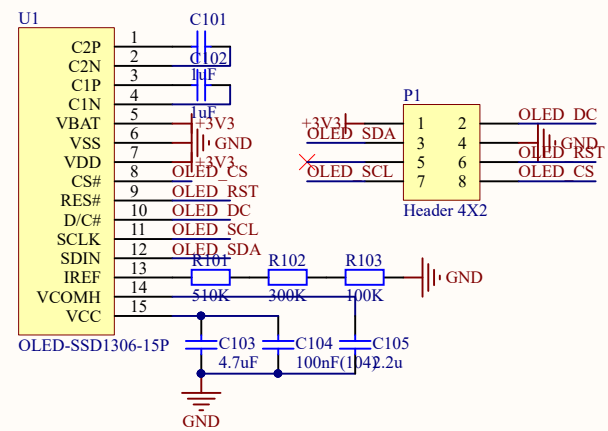 U1
C101
C2P 1
C2N 2
C102
1uF
C1P 3
C1N 4
1uF
VBAT 5 +3V3
VSS 6 GND
VDD 7 +3V3
CS# 8 OLED_CS
RES# 9 OLED_RST
D/C# 10 OLED_DC
SCLK 11 OLED_SCL
SDIN 12 OLED_SDA
IREF 13
VCOMH 14
VCC 15
OLED-SSD1306-15P
R101 R102 R103
510K 300K 100K
GND
C103 C104 C105
4.7uF 100nF(104) 2.2u
GND
P1
+3V3 1 2 OLED_DC
OLED_SDA 3 4 GND
5 6 OLED_RST
OLED_SCL 7 8 OLED_CS
Header 4X2